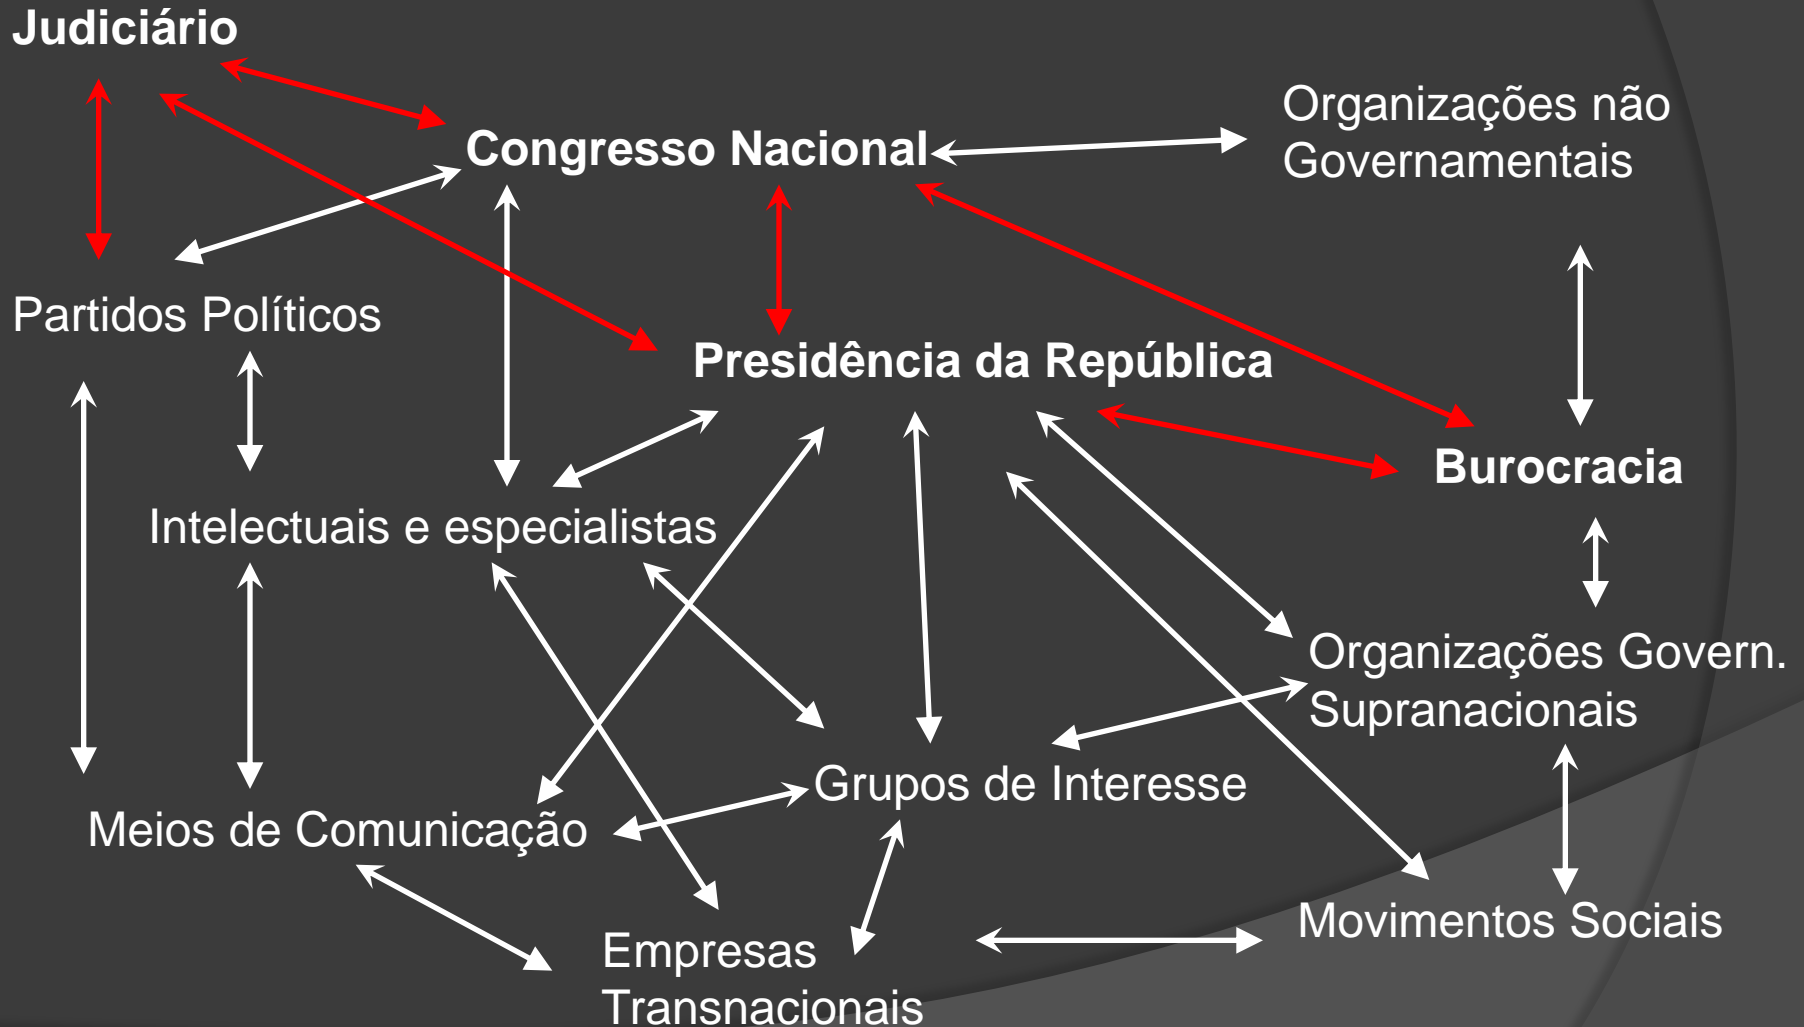 Judiciário
Organizações não
Governamentais
Congresso Nacional
Partidos Políticos
Presidência da República
Burocracia
Intelectuais e especialistas
Organizações Govern.
Supranacionais
Grupos de Interesse
Meios de Comunicação
Movimentos Sociais
Empresas
Transnacionais